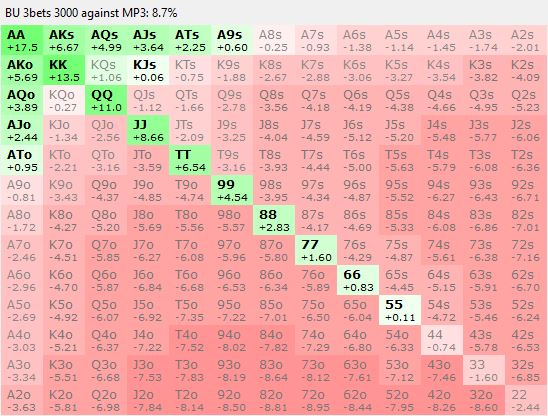 BU 3bets 3000 against MP3: 8.7%
AA AKs AQs AJs ATs A9s A8s A7s A6s A5s A4s A3s A2s
+17.5 +6.67 +4.99 +3.64 +2.25 +0.60 -0.25 -0.93 -1.38 -1.14 -1.45 -1.74 -2.01
AKo KK KQs KJs KTs K9s K8s K7s K6s K5s K4s K3s K2s
+5.69 +13.5 +1.06 +0.06 -0.75 -1.88 -2.67 -2.88 -3.06 -3.27 -3.54 -3.82 -4.09
AQo KQo QQ QJs QTs Q9s Q8s Q7s Q6s Q5s Q4s Q3s Q2s
+3.89 -0.27 +11.0 -1.12 -1.66 -2.78 -3.56 -4.18 -4.19 -4.38 -4.66 -4.95 -5.23
AJo KJo QJo JJ JTs J9s J8s J7s J6s J5s J4s J3s J2s
+2.44 -1.34 -2.56 +8.66 -2.09 -3.25 -4.04 -4.59 -5.12 -5.20 -5.48 -5.77 -6.06
ATo KTo QTo JTo TT T9s T8s T7s T6s T5s T4s T3s T2s
+0.95 -2.21 -3.16 -3.59 +6.54 -3.16 -3.93 -4.44 -5.00 -5.63 -5.79 -6.08 -6.36
A9o K9o Q9o J9o T9o 99 98s 97s 96s 95s 94s 93s 92s
-0.81 -3.43 -4.37 -4.85 -4.74 +4.54 -3.95 -4.34 -4.87 -5.52 -6.27 -6.43 -6.71
A8o K8o Q8o J8o T8o 98o 88 87s 86s 85s 84s 83s 82s
-1.72 -4.27 -5.20 -5.69 -5.56 -5.57 +2.83 -4.17 -4.69 -5.33 -6.08 -6.86 -7.01
A7o K7o Q7o J7o T7o 97o 87o 77 76s 75s 74s 73s 72s
-2.46 -4.51 -5.85 -6.27 -6.08 -5.96 -5.80 +1.60 -4.29 -4.87 -5.61 -6.38 -7.16
A6o K6o Q6o J6o T6o 96o 86o 76o 66 65s 64s 63s 62s
-2.96 -4.70 -5.87 -6.84 -6.68 -6.53 -6.34 -5.89 +0.83 -4.45 -5.15 -5.91 -6.70
A5o K5o Q5o J5o T5o 95o 85o 75o 65o 55 54s 53s 52s
-2.69 -4.92 -6.07 -6.92 -7.35 -7.22 -7.01 -6.50 -6.04 +0.11 -4.72 -5.46 -6.24
A4o K4o Q4o J4o T4o 94o 84o 74o 64o 54o 44 43s 42s
-3.03 -5.21 -6.37 -7.22 -7.52 -8.02 -7.82 -7.29 -6.80 -6.33 -0.74 -5.78 -6.53
A3o K3o Q3o J3o T3o 93o 83o 73o 63o 53o 43o 33 32s
-3.34 -5.51 -6.68 -7.53 -7.83 -8.19 -8.64 -8.12 -7.61 -7.12 -7.46 -1.60 -6.85
A2o K2o Q2o J2o T2o 92o 82o 72o 62o 52o 42o 32o 22
-3.63 -5.81 -6.98 -7.84 -8.14 -8.50 -8.81 -8.95 -8.44 -7.95 -8.26 -8.60 -2.44